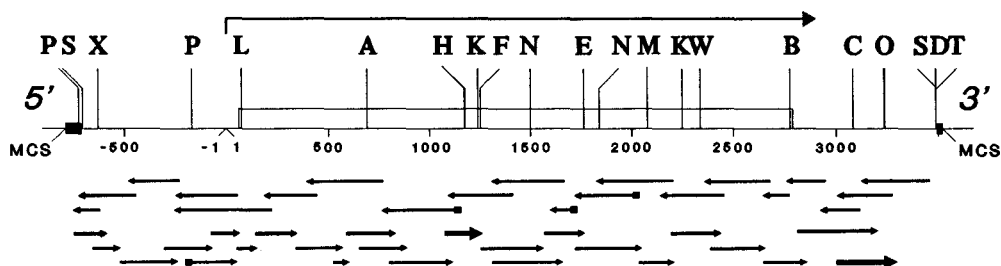 P S X P L A H K F N E N M K W B C O S D T
5' 3'
MCS -500 -1 1 500 1000 1500 2000 2500 3000 MCS